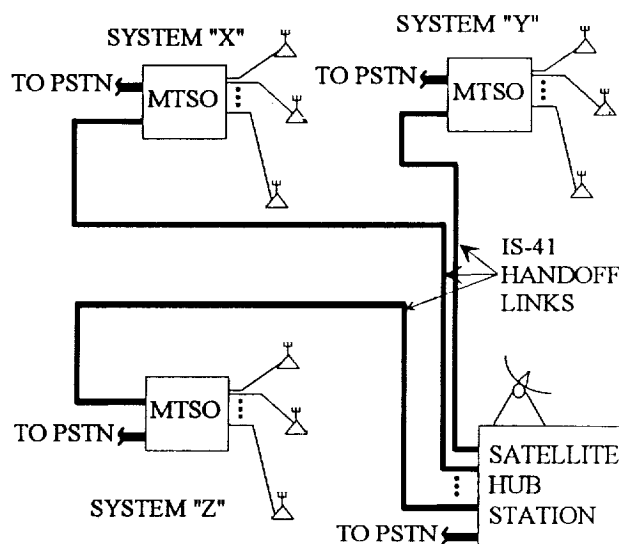 SYSTEM "X"
SYSTEM "Y"
TO PSTN
MTSO
TO PSTN
MTSO
IS-41
HANDOFF
LINKS
MTSO
TO PSTN
SYSTEM "Z"
SATELLITE
HUB
STATION
TO PSTN